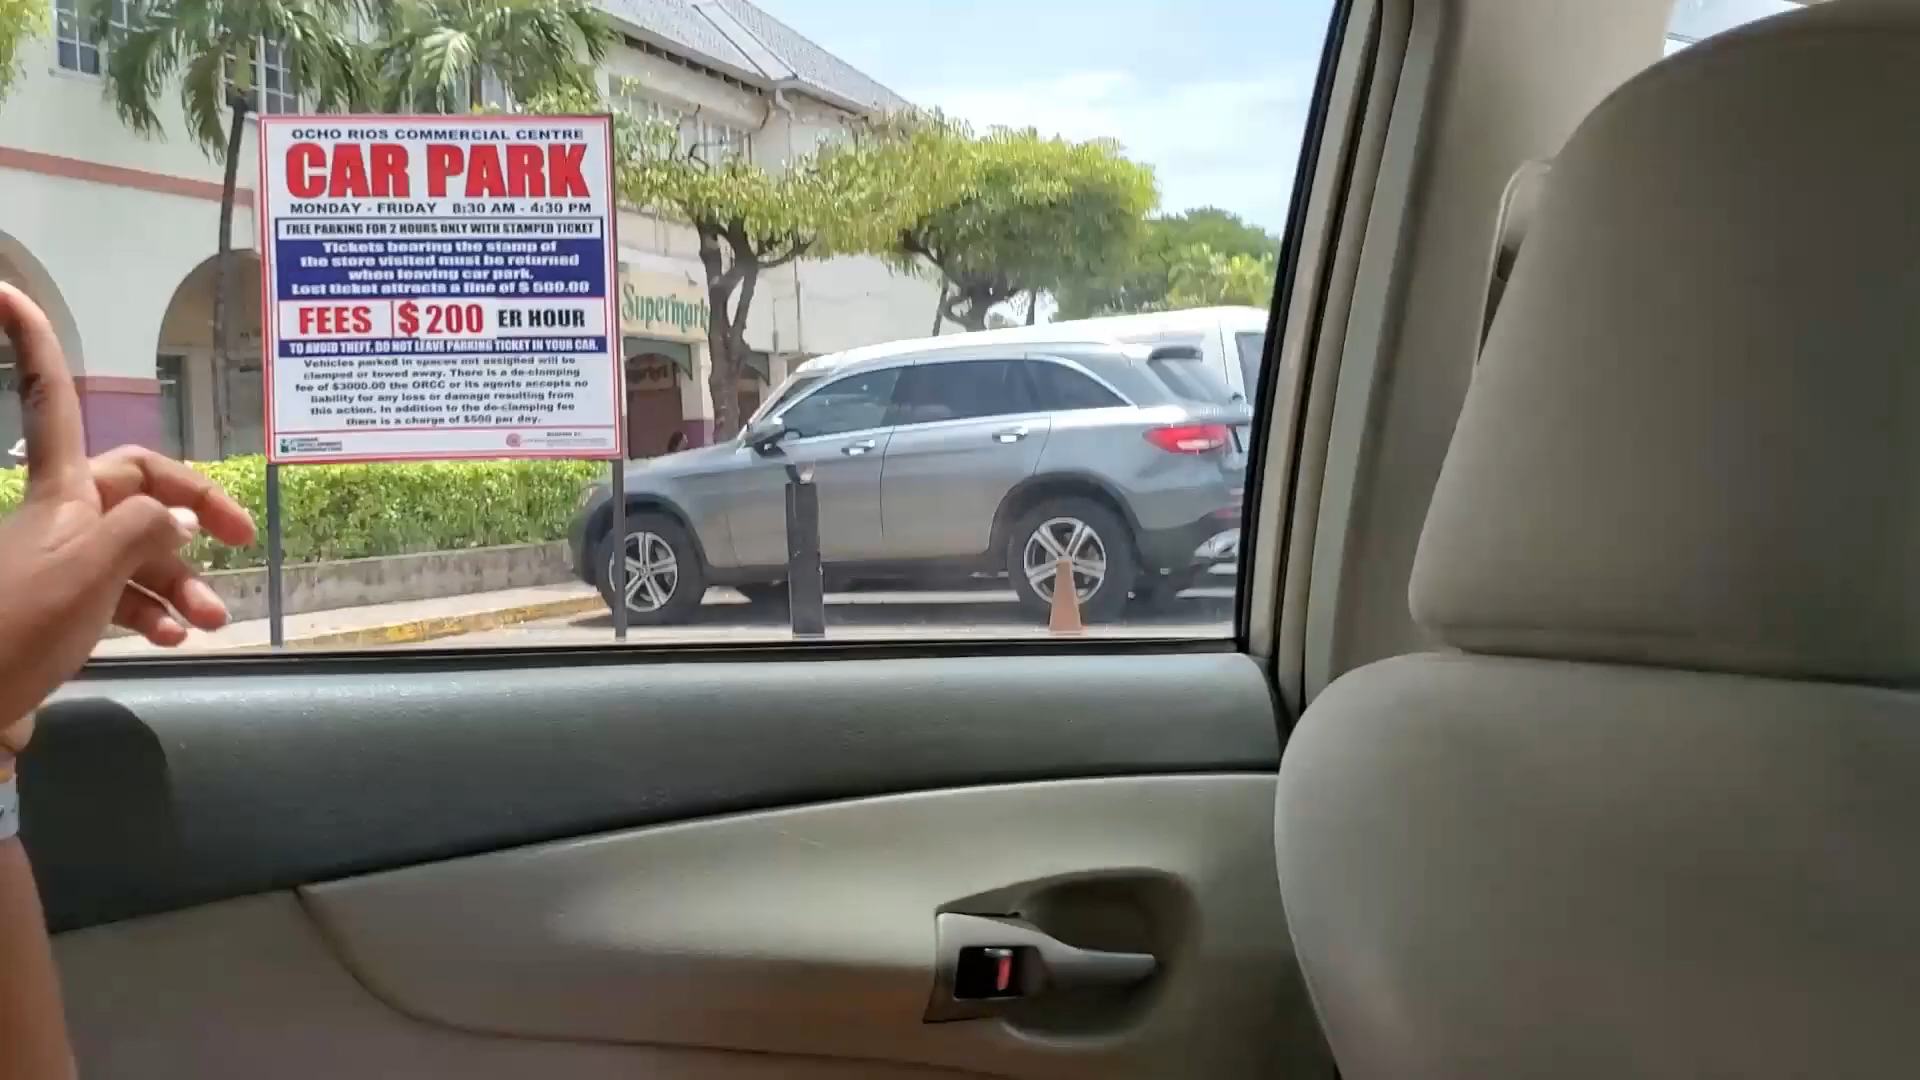 OCHO RIOS COMMERCIAL CENTRE
CAR PARK
MONDAY - FRIDAY 8:30 AM - 4:30 PM
FREE PARKING FOR 2 HOURS ONLY WITH STAMPED TICKET
Tickets bearing the stamp of
the store visited must be returned
when leaving car park.
Lost ticket attracts a fine of $ 500.00
FEES $200 ER HOUR
TO AVOID THEFT, DO NOT LEAVE PARKING TICKET IN YOUR CAR.
Vehicles parked in spaces not assigned will be
clamped or towed away. There is a de-clamping
fee of $3000.00 the ORCC or its agents accepts no
liability for any loss or damage resulting from
this action. In addition to the de-clamping fee
there is a charge of $500 per day.
Supermark